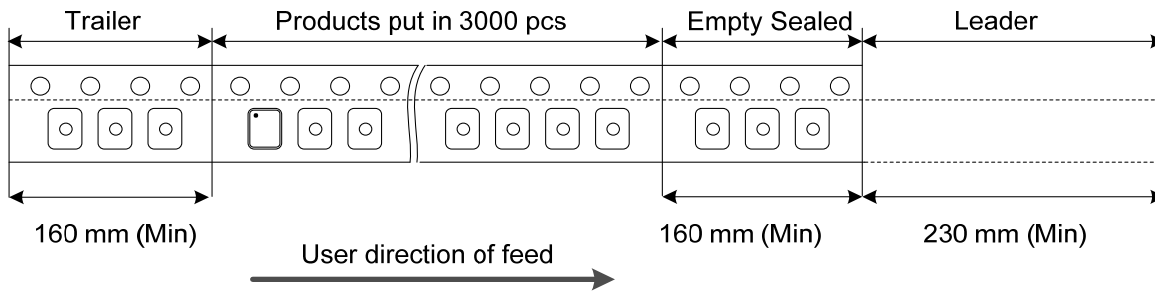 Trailer
Products put in 3000 pcs
Empty Sealed
Leader
160 mm (Min)
160 mm (Min)
230 mm (Min)
User direction of feed